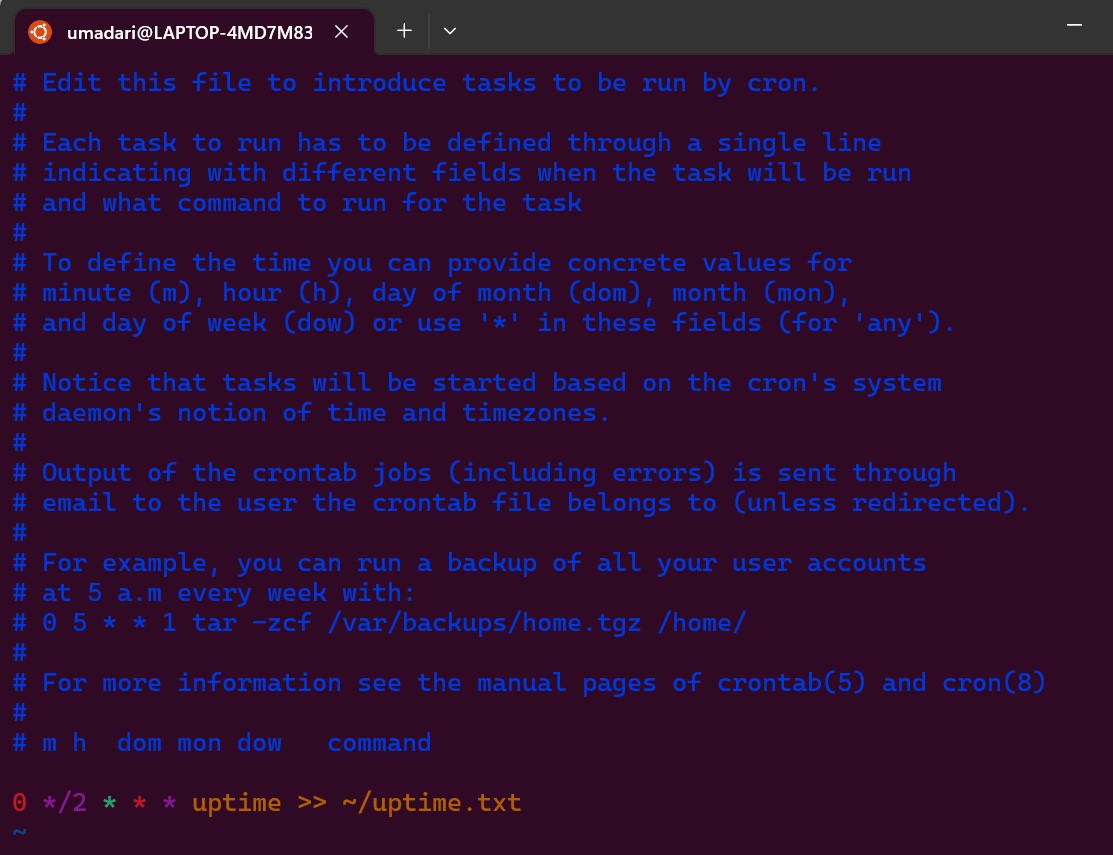 umadari@LAPTOP-4MD7M83
# Edit this file to introduce tasks to be run by cron.
#
# Each task to run has to be defined through a single line
# indicating with different fields when the task will be run
# and what command to run for the task
#
# To define the time you can provide concrete values for
# minute (m), hour (h), day of month (dom), month (mon),
# and day of week (dow) or use '*' in these fields (for 'any').
#
# Notice that tasks will be started based on the cron's system
# daemon's notion of time and timezones.
#
# Output of the crontab jobs (including errors) is sent through
# email to the user the crontab file belongs to (unless redirected).
#
# For example, you can run a backup of all your user accounts
# at 5 a.m every week with:
# 0 5 * * 1 tar -zcf /var/backups/home.tgz /home/
#
# For more information see the manual pages of crontab(5) and cron(8)
#
# m h  dom mon dow   command

0 */2 * * * uptime >> ~/uptime.txt
~